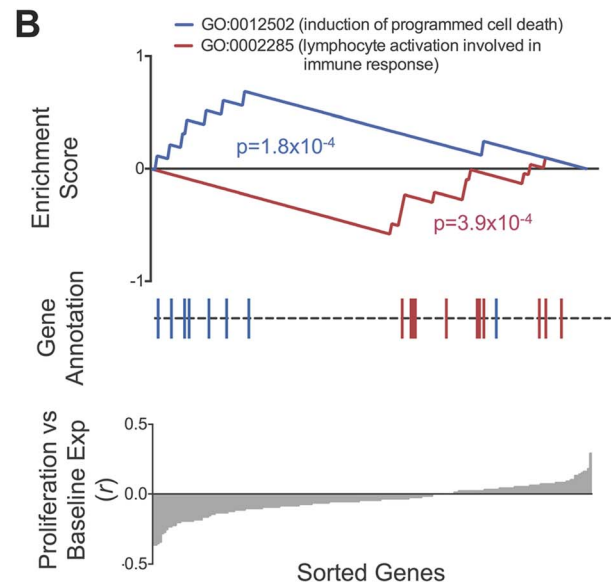 B
GO:0012502 (induction of programmed cell death)
GO:0002285 (lymphocyte activation involved in
immune response)
1
0
-1
Enrichment
Score
p=1.8x10-4
p=3.9x10-4
Gene
Annotation
Proliferation vs
Baseline Exp
(r)
0.5
0.0
-0.5
Sorted Genes